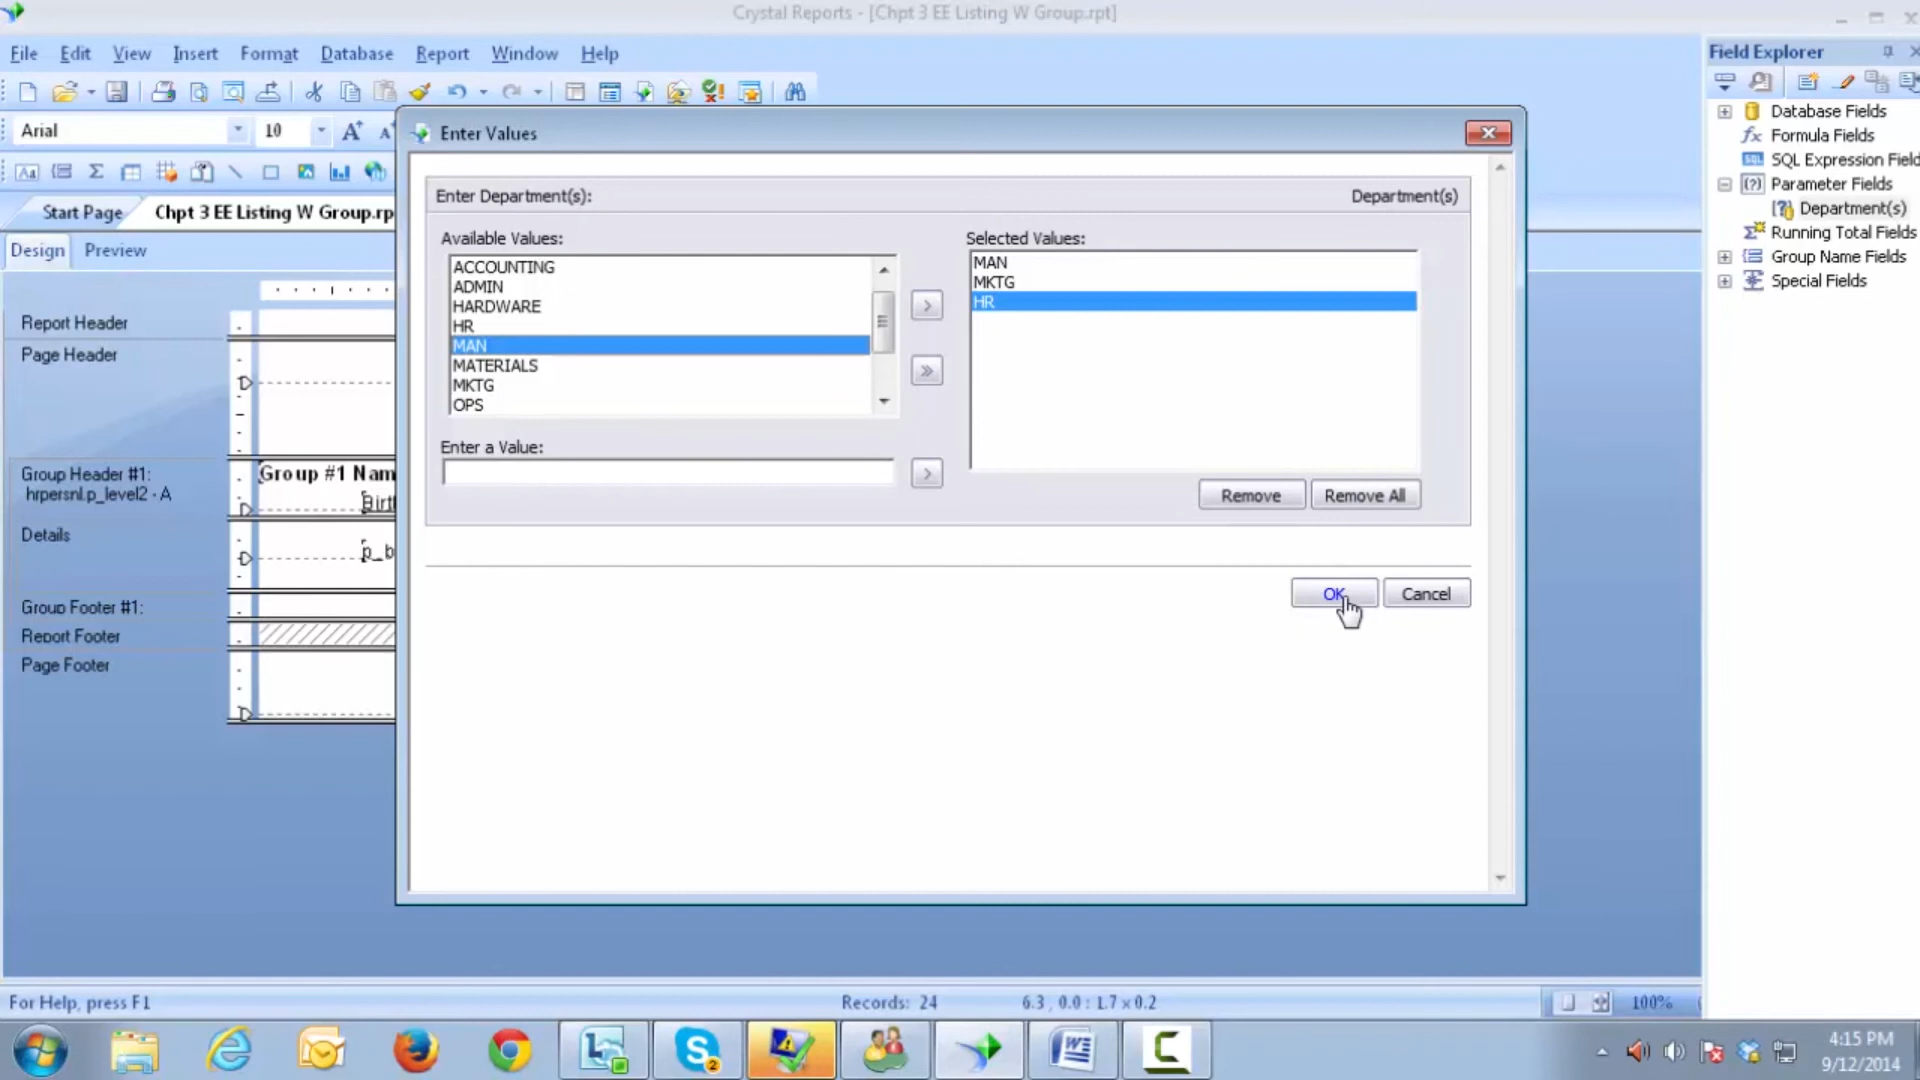 Crystal Reports - [Chpt 3 EE Listing W Group.rpt]
File Edit View Insert Format Database Report Window Help
Arial 10
Start Page Chpt 3 EE Listing W Group.rp
Design Preview
Report Header
Page Header
Group Header #1:
hrpersnl.p_level2 - A
Group #1 Nam
Birt
Details
p_b
Group Footer #1:
Report Footer
Page Footer
Enter Values
Enter Department(s): Department(s)
Available Values:
ACCOUNTING
ADMIN
HARDWARE
HR
MAN
MATERIALS
MKTG
OPS
Enter a Value:
Selected Values:
MAN
MKTG
HR
Remove Remove All
OK Cancel
Field Explorer
Database Fields
Formula Fields
SQL Expression Field
Parameter Fields
Department(s)
Running Total Fields
Group Name Fields
Special Fields
For Help, press F1 Records: 24 6.3 , 0.0 : 1.7 x 0.2 100%
4:15 PM
9/12/2014